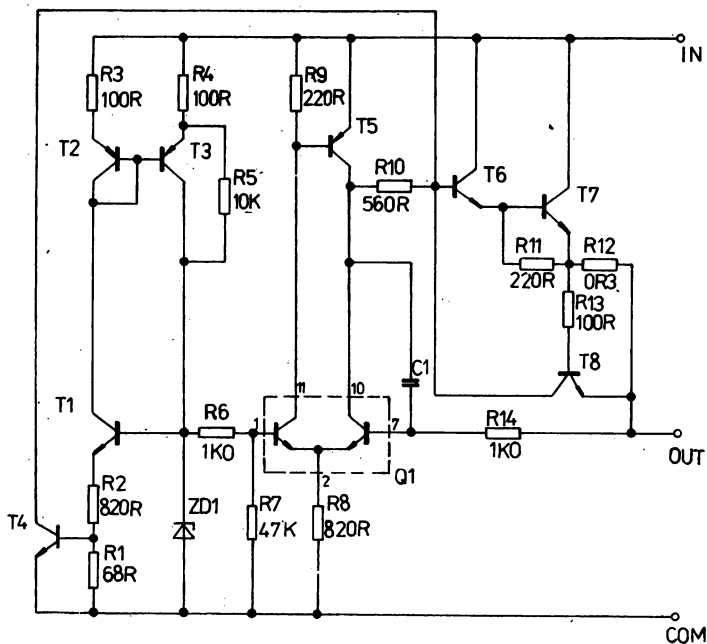 IN
R3
100R
R4
100R
R9
220R
T5
T2
T3
R5
10K
R10
560R
T6
T7
R11
220R
R12
0R3
R13
100R
T8
C1
11
10
T1
R6
1K0
1
7
R14
1K0
OUT
Q1
2
R2
820R
ZD1
R7
47K
R8
820R
T4
R1
68R
COM